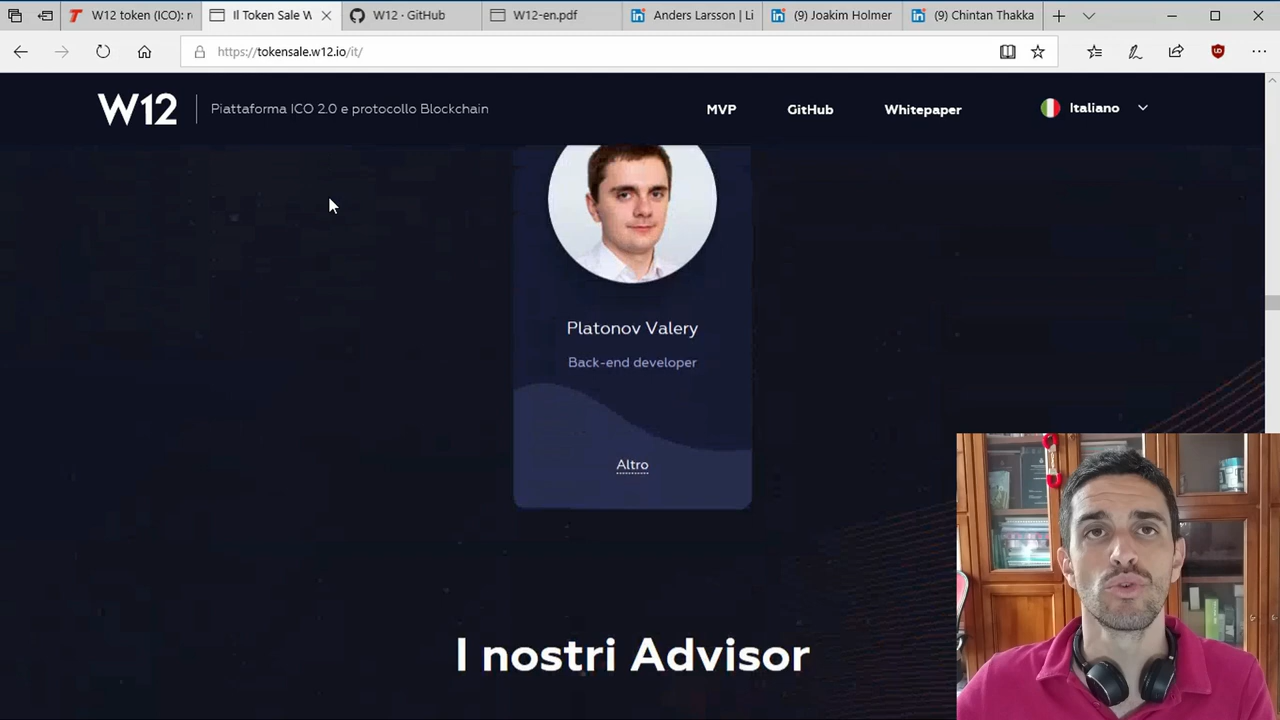 W12 token (ICO): r
Il Token Sale W
W12 · GitHub
W12-en.pdf
Anders Larsson | Li
(9) Joakim Holmer
(9) Chintan Thakka
https://tokensale.w12.io/it/
W12
Piattaforma ICO 2.0 e protocollo Blockchain
MVP
GitHub
Whitepaper
Italiano
Platonov Valery
Back-end developer
Altro
I nostri Advisor